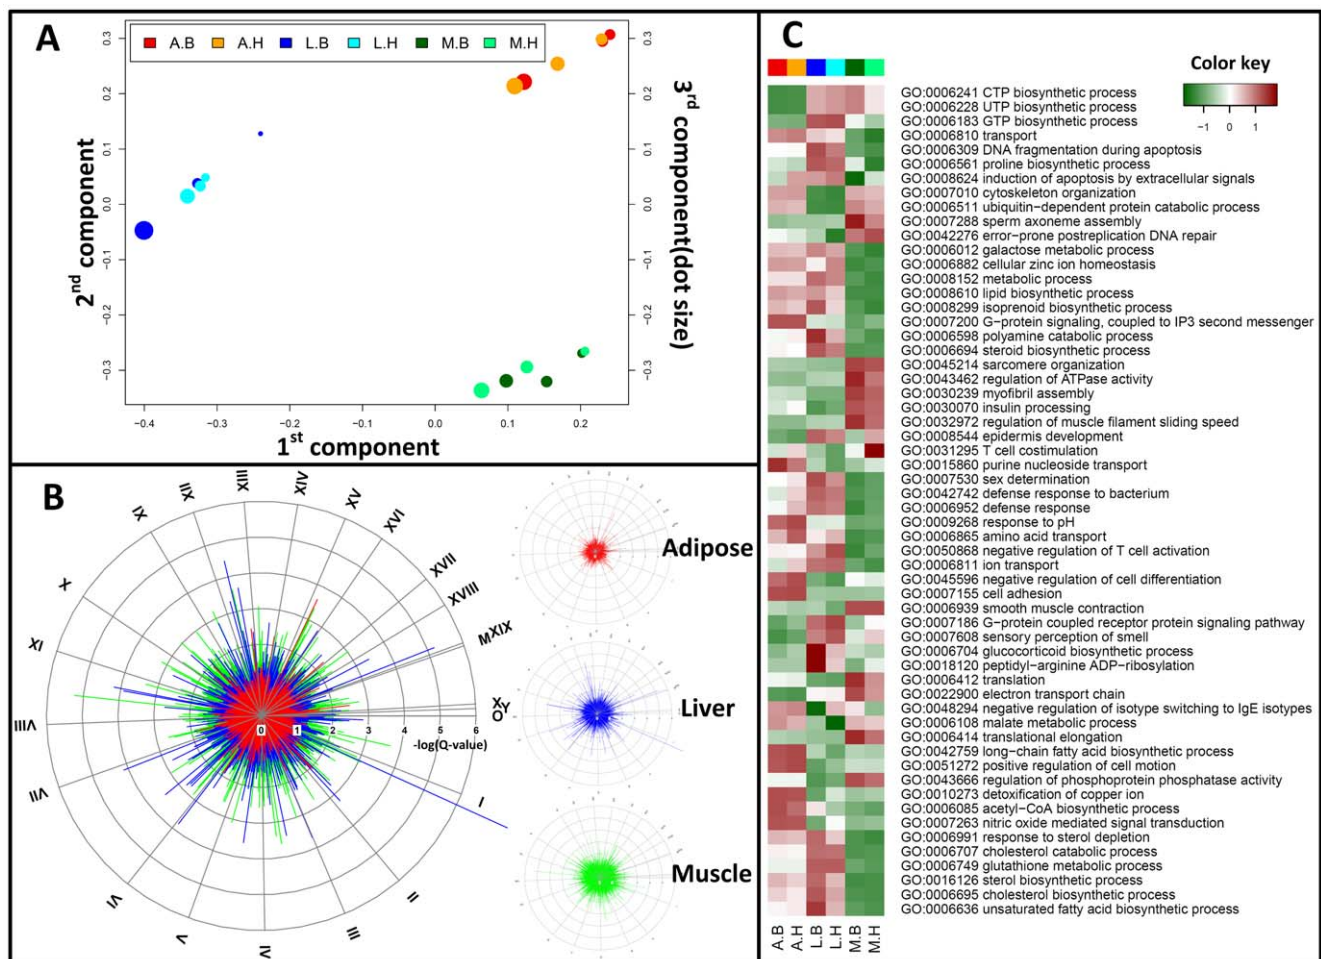 A
A.B A.H L.B L.H M.B M.H
0.3
0.2
0.1
0.0
-0.1
-0.2
-0.3
2nd component
0.3
0.2
0.1
0.0
-0.1
-0.2
-0.3
3rd component(dot size)
-0.4 -0.3 -0.2 -0.1 0.0 0.1 0.2
1st component
B
I
II
III
IV
V
VI
VII
VIII
IX
X
XI
XII
XIII
XIV
XV
XVI
XVII
XVIII
MXIX
XY
O
0 1 2 3 4 5 6
-log(Q-value)
Adipose
Liver
Muscle
C
Color key
-1 0 1
GO:0006241 CTP biosynthetic process
GO:0006228 UTP biosynthetic process
GO:0006183 GTP biosynthetic process
GO:0006810 transport
GO:0006309 DNA fragmentation during apoptosis
GO:0006561 proline biosynthetic process
GO:0008624 induction of apoptosis by extracellular signals
GO:0007010 cytoskeleton organization
GO:0006511 ubiquitin-dependent protein catabolic process
GO:0007288 sperm axoneme assembly
GO:0042276 error-prone postreplication DNA repair
GO:0006012 galactose metabolic process
GO:0006882 cellular zinc ion homeostasis
GO:0008152 metabolic process
GO:0008610 lipid biosynthetic process
GO:0008299 isoprenoid biosynthetic process
GO:0007200 G-protein signaling, coupled to IP3 second messenger
GO:0006598 polyamine catabolic process
GO:0006694 steroid biosynthetic process
GO:0045214 sarcomere organization
GO:0043462 regulation of ATPase activity
GO:0030239 myofibril assembly
GO:0030070 insulin processing
GO:0032972 regulation of muscle filament sliding speed
GO:0008544 epidermis development
GO:0031295 T cell costimulation
GO:0015860 purine nucleoside transport
GO:0007530 sex determination
GO:0042742 defense response to bacterium
GO:0006952 defense response
GO:0009268 response to pH
GO:0006865 amino acid transport
GO:0050868 negative regulation of T cell activation
GO:0006811 ion transport
GO:0045596 negative regulation of cell differentiation
GO:0007155 cell adhesion
GO:0006939 smooth muscle contraction
GO:0007186 G-protein coupled receptor protein signaling pathway
GO:0007608 sensory perception of smell
GO:0006704 glucocorticoid biosynthetic process
GO:0018120 peptidyl-arginine ADP-ribosylation
GO:0006412 translation
GO:0022900 electron transport chain
GO:0048294 negative regulation of isotype switching to IgE isotypes
GO:0006108 malate metabolic process
GO:0006414 translational elongation
GO:0042759 long-chain fatty acid biosynthetic process
GO:0051272 positive regulation of cell motion
GO:0043666 regulation of phosphoprotein phosphatase activity
GO:0010273 detoxification of copper ion
GO:0006085 acetyl-CoA biosynthetic process
GO:0007263 nitric oxide mediated signal transduction
GO:0006991 response to sterol depletion
GO:0006707 cholesterol catabolic process
GO:0006749 glutathione metabolic process
GO:0016126 sterol biosynthetic process
GO:0006695 cholesterol biosynthetic process
GO:0006636 unsaturated fatty acid biosynthetic process
A.B A.H L.B L.H M.B M.H